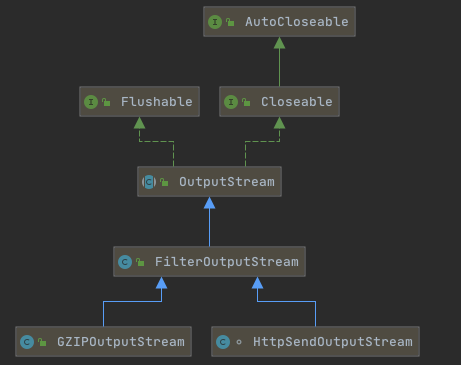 AutoCloseable
Flushable
Closeable
OutputStream
FilterOutputStream
GZIPOutputStream
HttpSendOutputStream